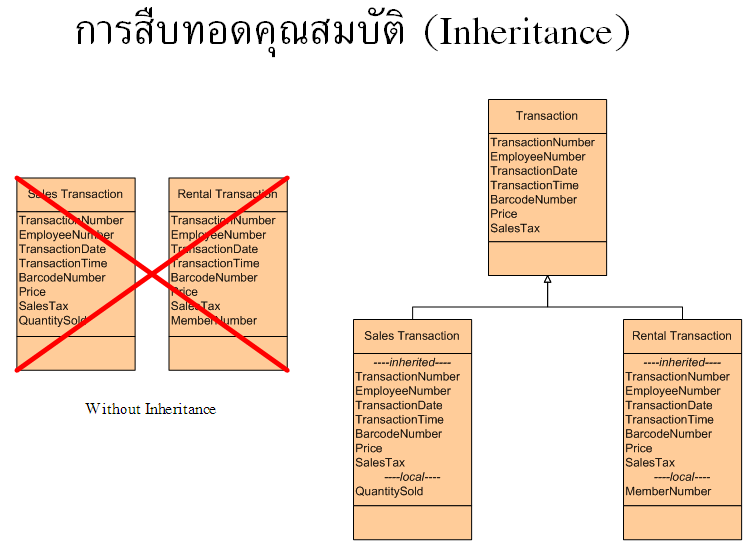 การสืบทอดคุณสมบัติ (Inheritance)
Sales Transaction
TransactionNumber
EmployeeNumber
TransactionDate
TransactionTime
BarcodeNumber
Price
SalesTax
QuantitySold
Rental Transaction
TransactionNumber
EmployeeNumber
TransactionDate
TransactionTime
BarcodeNumber
Price
SalesTax
MemberNumber
Without Inheritance
Transaction
TransactionNumber
EmployeeNumber
TransactionDate
TransactionTime
BarcodeNumber
Price
SalesTax
Sales Transaction
----inherited----
TransactionNumber
EmployeeNumber
TransactionDate
TransactionTime
BarcodeNumber
Price
SalesTax
----local----
QuantitySold
Rental Transaction
----inherited----
TransactionNumber
EmployeeNumber
TransactionDate
TransactionTime
BarcodeNumber
Price
SalesTax
----local----
MemberNumber